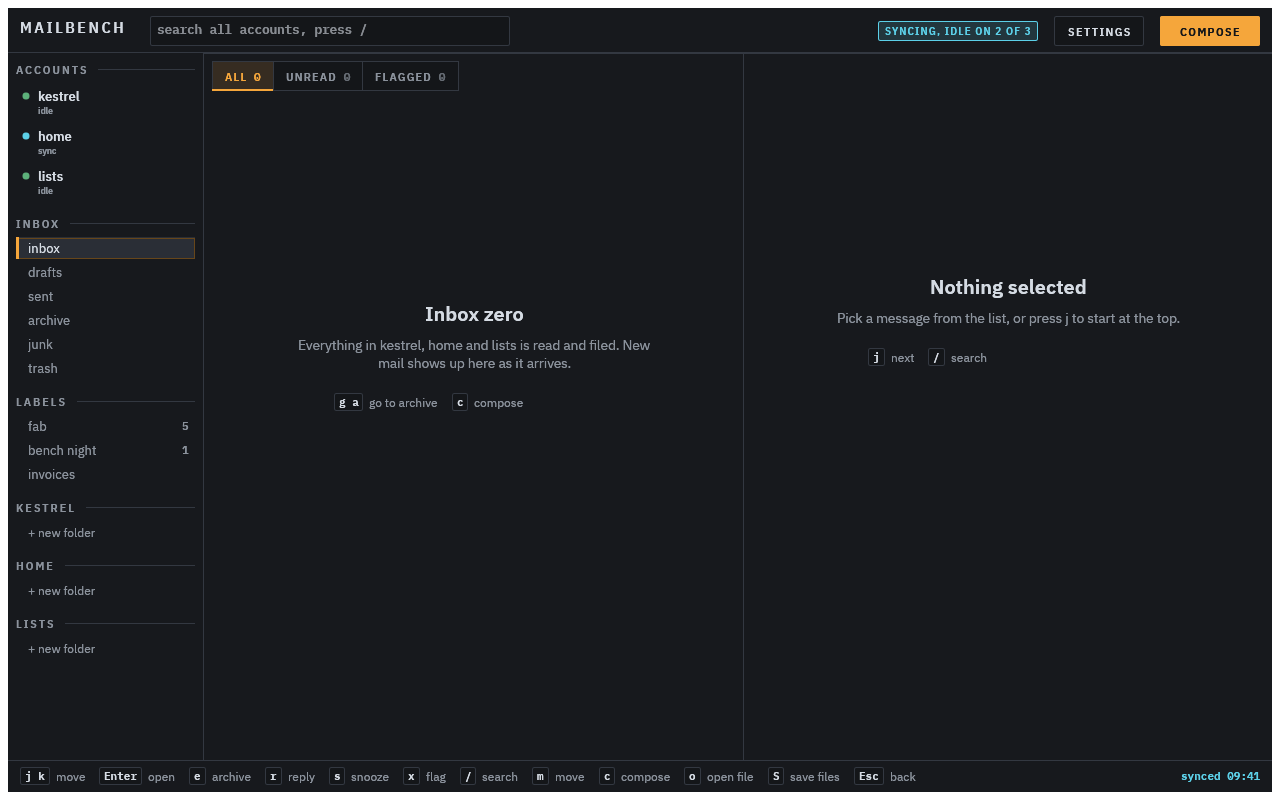 MAILBENCH
search all accounts, press /
SYNCING, IDLE ON 2 OF 3
SETTINGS
COMPOSE
ACCOUNTS
kestrel
idle
home
sync
lists
idle
INBOX
inbox
drafts
sent
archive
junk
trash
LABELS
fab 5
bench night 1
invoices
KESTREL
+ new folder
HOME
+ new folder
LISTS
+ new folder
ALL 0 UNREAD 0 FLAGGED 0
Inbox zero
Everything in kestrel, home and lists is read and filed. New
mail shows up here as it arrives.
g a go to archive c compose
Nothing selected
Pick a message from the list, or press j to start at the top.
j next / search
j k move Enter open e archive r reply s snooze x flag / search m move c compose o open file S save files Esc back
synced 09:41